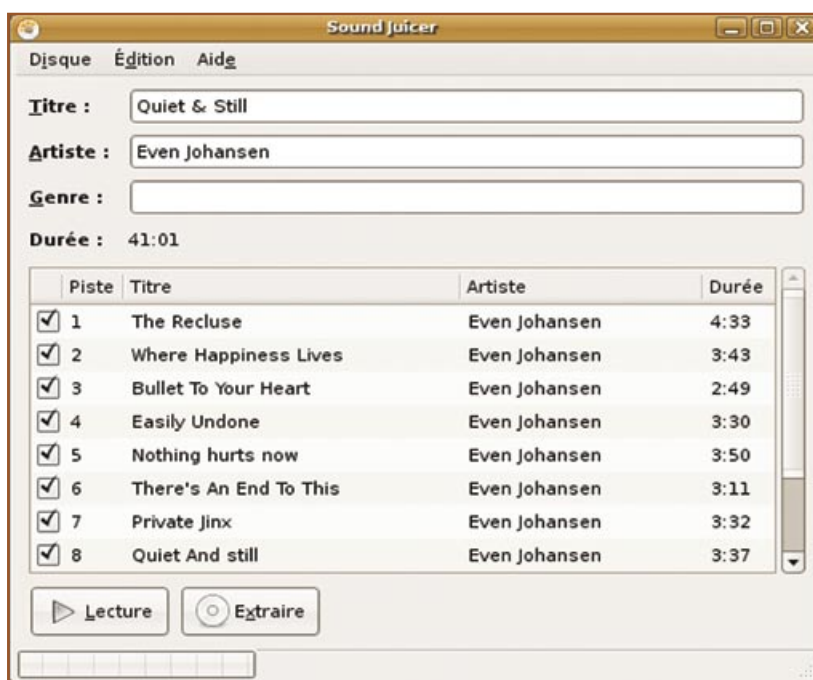 Sound Juicer
Disque Édition Aide
Titre : Quiet & Still
Artiste : Even Johansen
Genre :
Durée : 41:01
Piste Titre Artiste Durée
1 The Recluse Even Johansen 4:33
2 Where Happiness Lives Even Johansen 3:43
3 Bullet To Your Heart Even Johansen 2:49
4 Easily Undone Even Johansen 3:30
5 Nothing hurts now Even Johansen 3:50
6 There's An End To This Even Johansen 3:11
7 Private Jinx Even Johansen 3:32
8 Quiet And still Even Johansen 3:37
Lecture Extraire